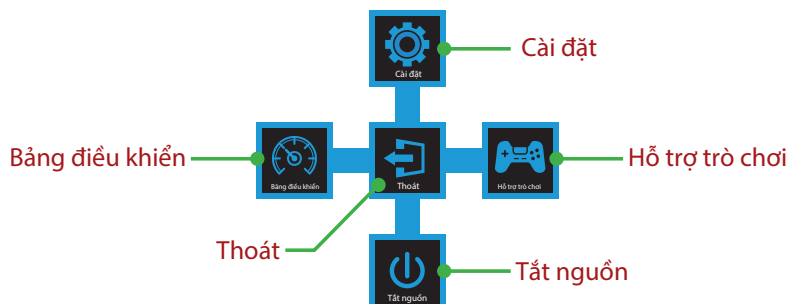 Cài đặt
Cài đặt
Bảng điều khiển
Bảng điều khiển
Thoát
Hỗ trợ trò chơi
Hỗ trợ trò chơi
Thoát
Tắt nguồn
Tắt nguồn